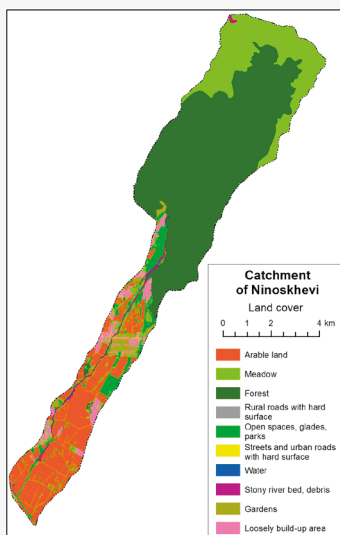 Catchment
of Ninoskhevi
Land cover
0 1 2 4 km
Arable land
Meadow
Forest
Rural roads with hard
surface
Open spaces, glades,
parks
Streets and urban roads
with hard surface
Water
Stony river bed, debris
Gardens
Loosely build-up area